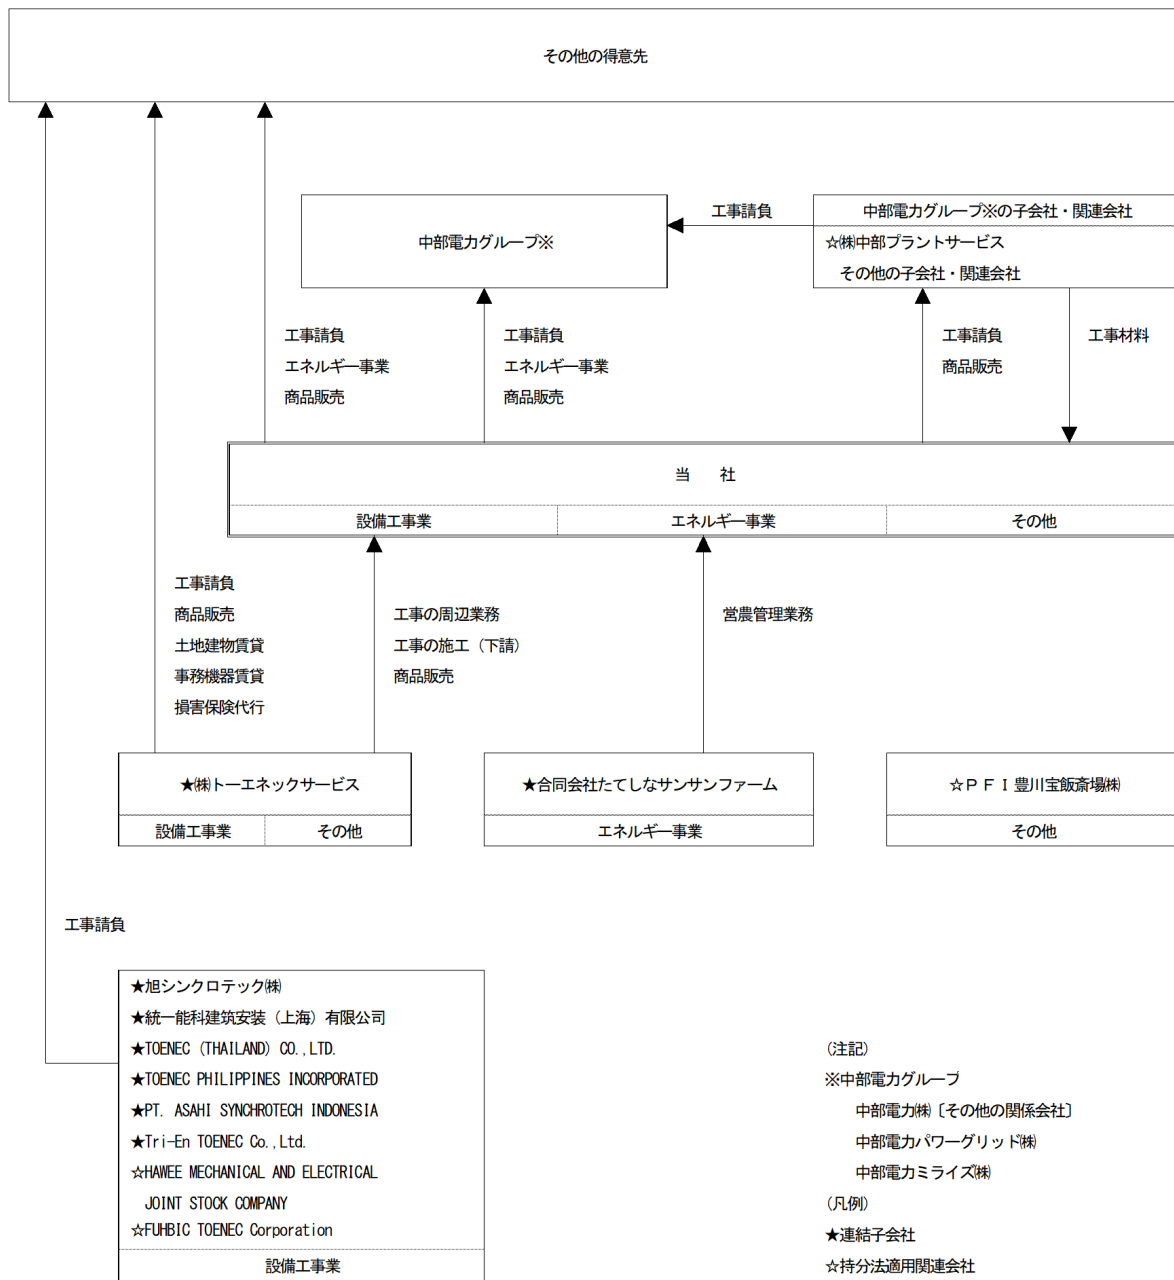 その他の得意先
中部電力グループ※
工事請負
中部電力グループ※の子会社・関連会社
☆㈱中部プラントサービス
その他の子会社・関連会社
工事請負
エネルギー事業
商品販売
工事請負
エネルギー事業
商品販売
工事請負
商品販売
工事材料
当　社
設備工事業
エネルギー事業
その他
工事請負
商品販売
土地建物賃貸
事務機器賃貸
損害保険代行
工事の周辺業務
工事の施工（下請）
商品販売
営農管理業務
★㈱トーエネックサービス
設備工事業
その他
★合同会社たてしなサンサンファーム
エネルギー事業
☆ＰＦＩ豊川宝飯斎場㈱
その他
工事請負
★旭シンクロテック㈱
★統一能科建筑安装（上海）有限公司
★TOENEC (THAILAND) CO.,LTD.
★TOENEC PHILIPPINES INCORPORATED
★PT. ASAHI SYNCHROTECH INDONESIA
★Tri-En TOENEC Co.,Ltd.
☆HAWEE MECHANICAL AND ELECTRICAL
JOINT STOCK COMPANY
☆FUHBIC TOENEC Corporation
設備工事業
(注記)
※中部電力グループ
中部電力㈱〔その他の関係会社〕
中部電力パワーグリッド㈱
中部電力ミライズ㈱
(凡例)
★連結子会社
☆持分法適用関連会社